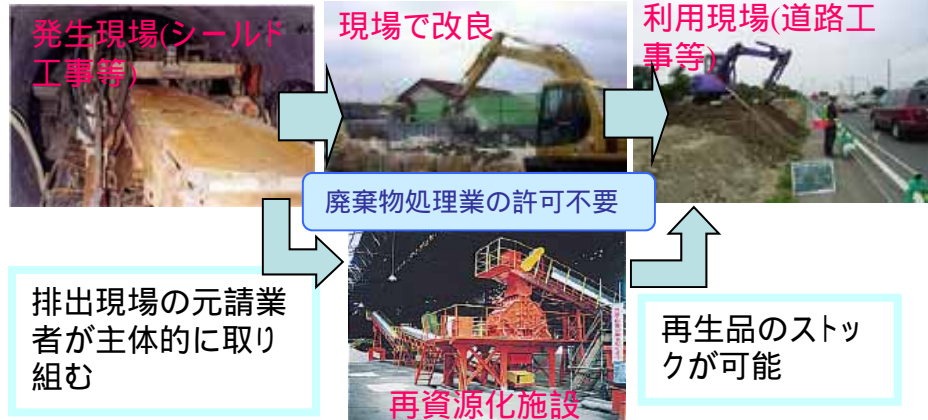 発生現場(シールド
工事等)
現場で改良
利用現場(道路工
事等)
廃棄物処理業の許可不要
排出現場の元請業
者が主体的に取り
組む
再生品のストッ
クが可能
再資源化施設